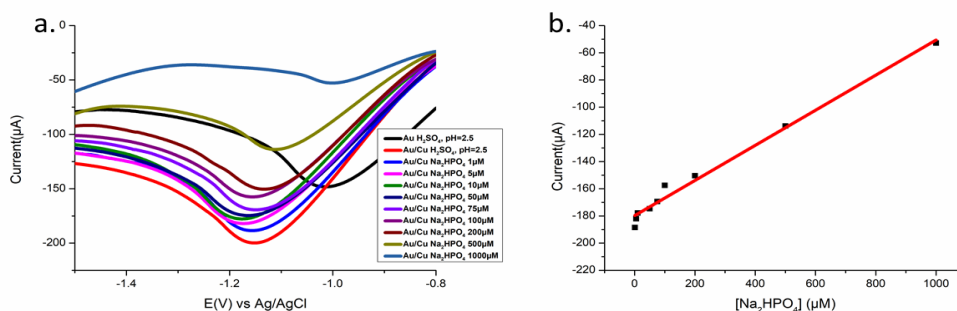 a.
0
-50
-100
-150
-200
Current(μA)
-1.4
-1.2
-1.0
-0.8
E(V) vs Ag/AgCl
Au H₂SO₄, pH=2.5
Au/Cu H₂SO₄, pH=2.5
Au/Cu Na₂HPO₄ 1μM
Au/Cu Na₂HPO₄ 5μM
Au/Cu Na₂HPO₄ 10μM
Au/Cu Na₂HPO₄ 50μM
Au/Cu Na₂HPO₄ 75μM
Au/Cu Na₂HPO₄ 100μM
Au/Cu Na₂HPO₄ 200μM
Au/Cu Na₂HPO₄ 500μM
Au/Cu Na₂HPO₄ 1000μM
b.
-40
-60
-80
-100
-120
-140
-160
-180
-200
-220
Current(μA)
0
200
400
600
800
1000
[Na₂HPO₄] (μM)